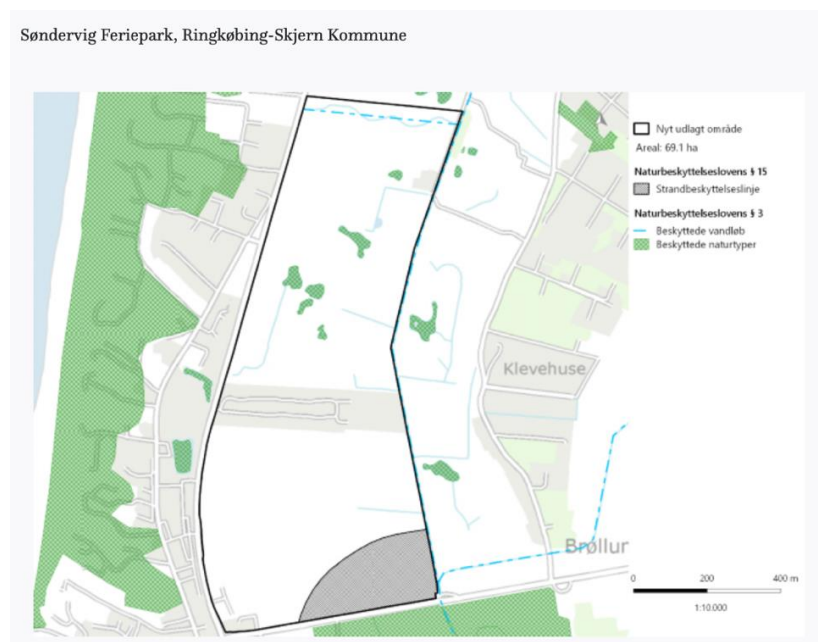 Søndervig Feriepark, Ringkøbing-Skjern Kommune
Nyt udlagt område
Areal: 69.1 ha
Naturbeskyttelseslovens § 15
Strandbeskyttelseslinje
Naturbeskyttelseslovens § 3
Beskyttede vandløb
Beskyttede naturtyper
Klevehuse
Brøllur
0 200 400 m
1:10.000